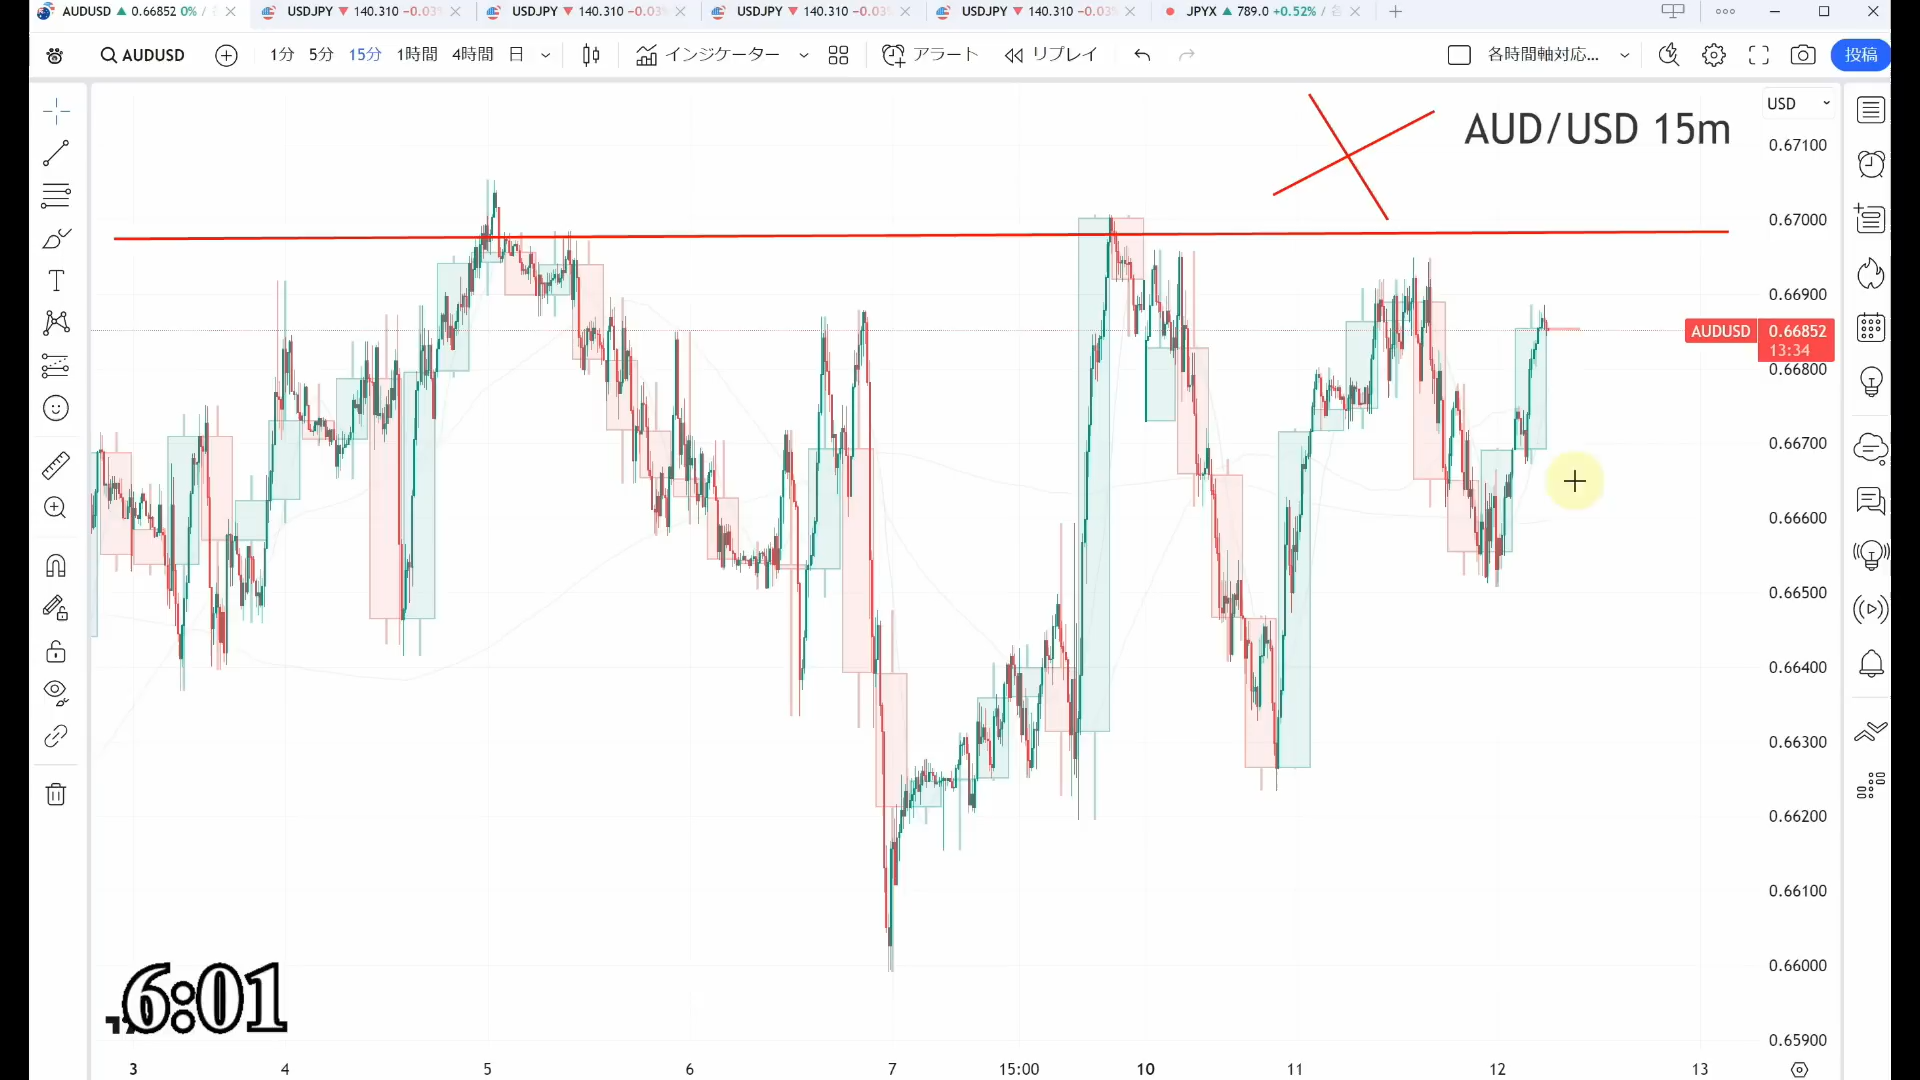 AUDUSD ▲ 0.66852 0% /
USDJPY ▼ 140.310 −0.03
USDJPY ▼ 140.310 −0.03
USDJPY ▼ 140.310 −0.03
USDJPY ▼ 140.310 −0.03
JPYX ▲ 789.0 +0.52% / 各
AUDUSD
1分 5分 15分 1時間 4時間 日
インジケーター
アラート
リプレイ
各時間軸対応...
投稿
USD
AUD/USD 15m
0.67100
0.67000
0.66900
AUDUSD 0.66852
13:34
0.66800
0.66700
0.66600
0.66500
0.66400
0.66300
0.66200
0.66100
0.66000
0.65900
6:01
3 4 5 6 7 15:00 10 11 12 13